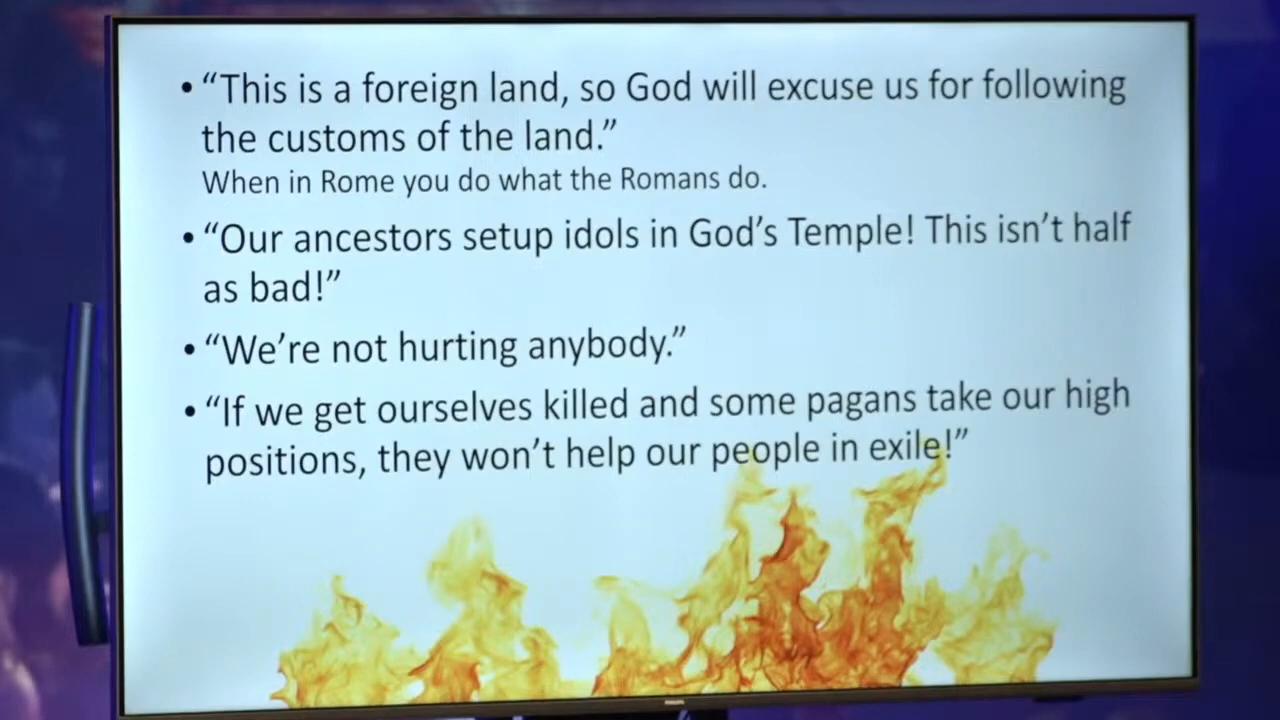 • “This is a foreign land, so God will excuse us for following
the customs of the land.”
When in Rome you do what the Romans do.
• “Our ancestors setup idols in God’s Temple! This isn’t half
as bad!”
• “We’re not hurting anybody.”
• “If we get ourselves killed and some pagans take our high
positions, they won’t help our people in exile!”
PHILIPS